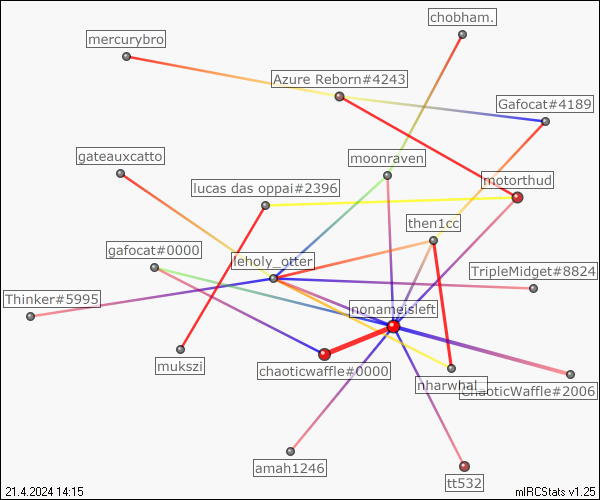 chobham.
mercurybro
Azure Reborn#4243
Gafocat#4189
gateauxcatto
moonraven
lucas das oppai#2396
motorthud
then1cc
gafocat#0000
leholy_otter
TripleMidget#8824
Thinker#5995
nonameisleft
mukszi
chaoticwaffle#0000
nharwhal
ChaoticWaffle#2006
amah1246
tt532
21.4.2024 14:15
mIRCStats v1.25